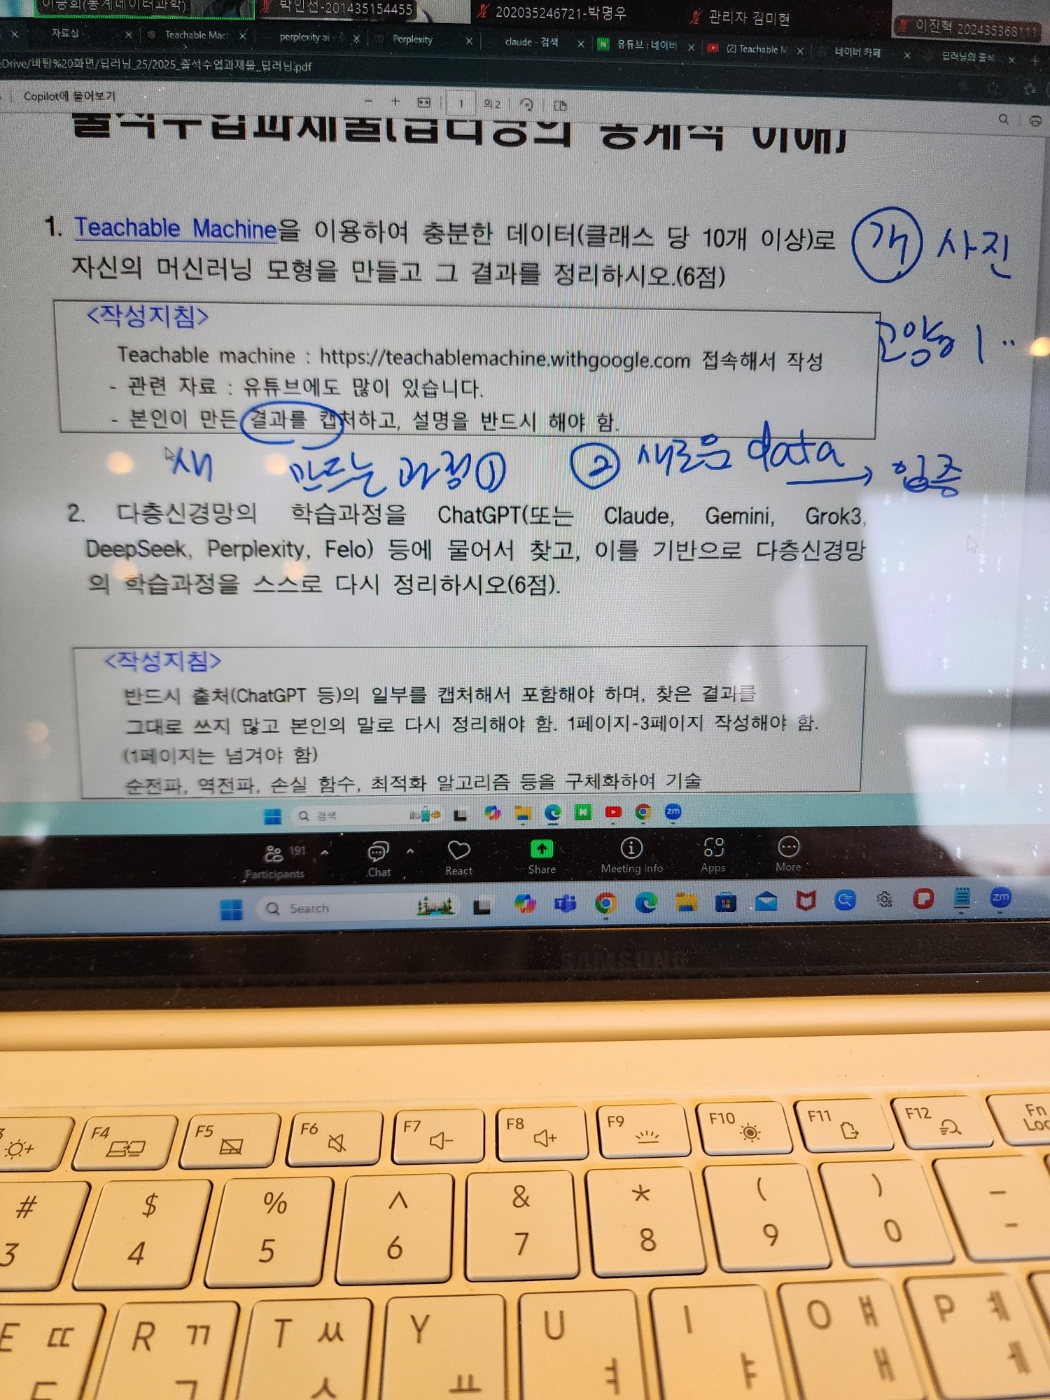 박인선-201435154455
202035246721-박명우
관리자 김미현
이진혁 202435368111
자료실
Teachable Mac
perplexity ai
Perplexity
claude - 검색
유튜브 : 네이버
(2) Teachable M
네이버 카페
딥러닝의 출석
Drive/바탕%20화면/딥러닝_25/2025_출석수업과제물_딥러닝.pdf
Copilot에 물어보기
1
의 2
출석수업과제물(딥러닝의 통계적 이해)
1. Teachable Machine을 이용하여 충분한 데이터(클래스 당 10개 이상)로
자신의 머신러닝 모형을 만들고 그 결과를 정리하시오.(6점)
개 사진
고양이 1 ..
<작성지침>
Teachable machine : https://teachablemachine.withgoogle.com 접속해서 작성
- 관련 자료 : 유튜브에도 많이 있습니다.
- 본인이 만든 결과를 캡처하고, 설명을 반드시 해야 함.
새
만드는 과정①
② 새로운 data → 입증
2. 다층신경망의 학습과정을 ChatGPT(또는 Claude, Gemini, Grok3,
DeepSeek, Perplexity, Felo) 등에 물어서 찾고, 이를 기반으로 다층신경망
의 학습과정을 스스로 다시 정리하시오(6점).
<작성지침>
반드시 출처(ChatGPT 등)의 일부를 캡처해서 포함해야 하며, 찾은 결과를
그대로 쓰지 않고 본인의 말로 다시 정리해야 함. 1페이지-3페이지 작성해야 함.
(1페이지는 넘겨야 함)
순전파, 역전파, 손실 함수, 최적화 알고리즘 등을 구체화하여 기술
검색
zm
191
Participants
Chat
React
Share
Meeting info
Apps
More
Search
zm
SAMSUNG
F4
F5
F6
F7
F8
F9
F10
F11
F12
Fn
Loc
# $ % ^ & * ( ) _
3 4 5 6 7 8 9 0 -
E ㄸ
ㄷ
R ㄲ
ㄱ
T ㅆ
ㅅ
Y
ㅛ
U
ㅕ
I
ㅑ
O ㅒ
ㅐ
P ㅖ
ㅔ